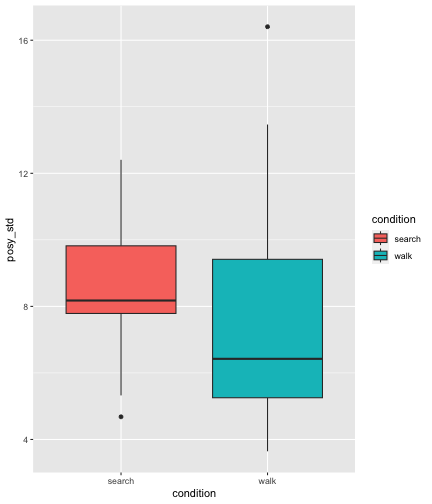 16
12
8
4
posy_std
search
walk
condition
condition
search
walk